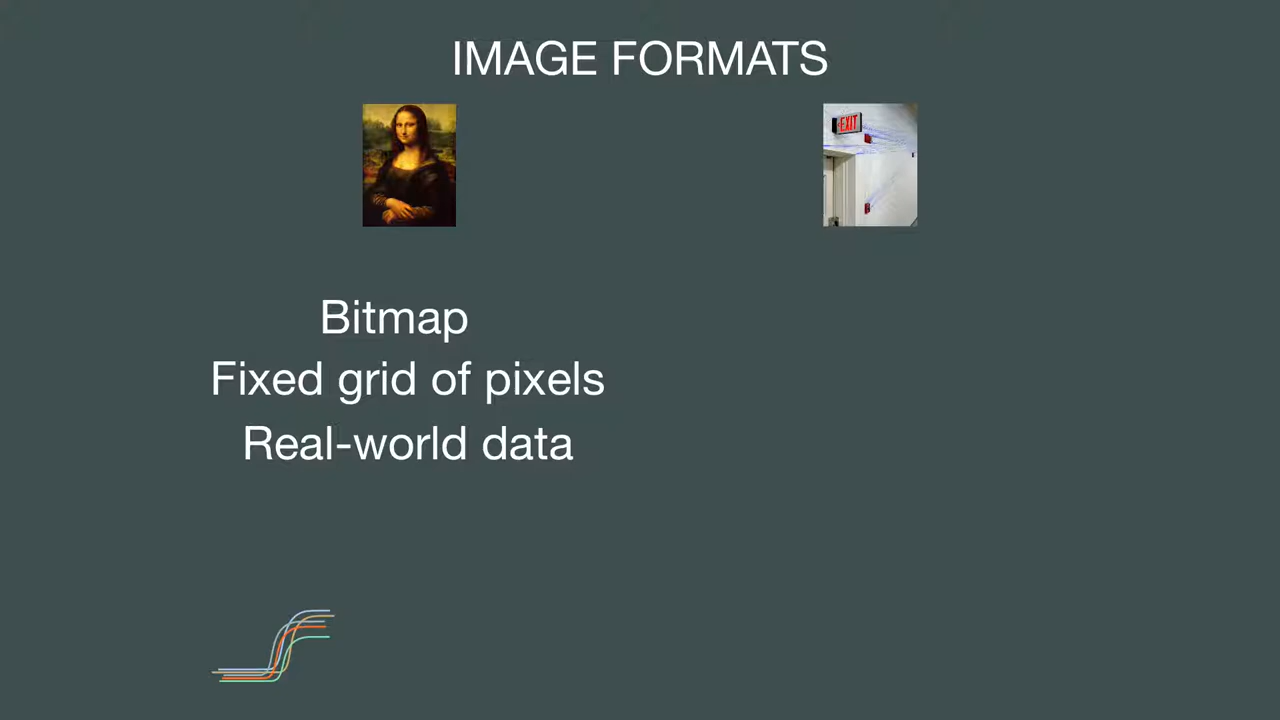 IMAGE FORMATS
EXIT
Bitmap
Fixed grid of pixels
Real-world data